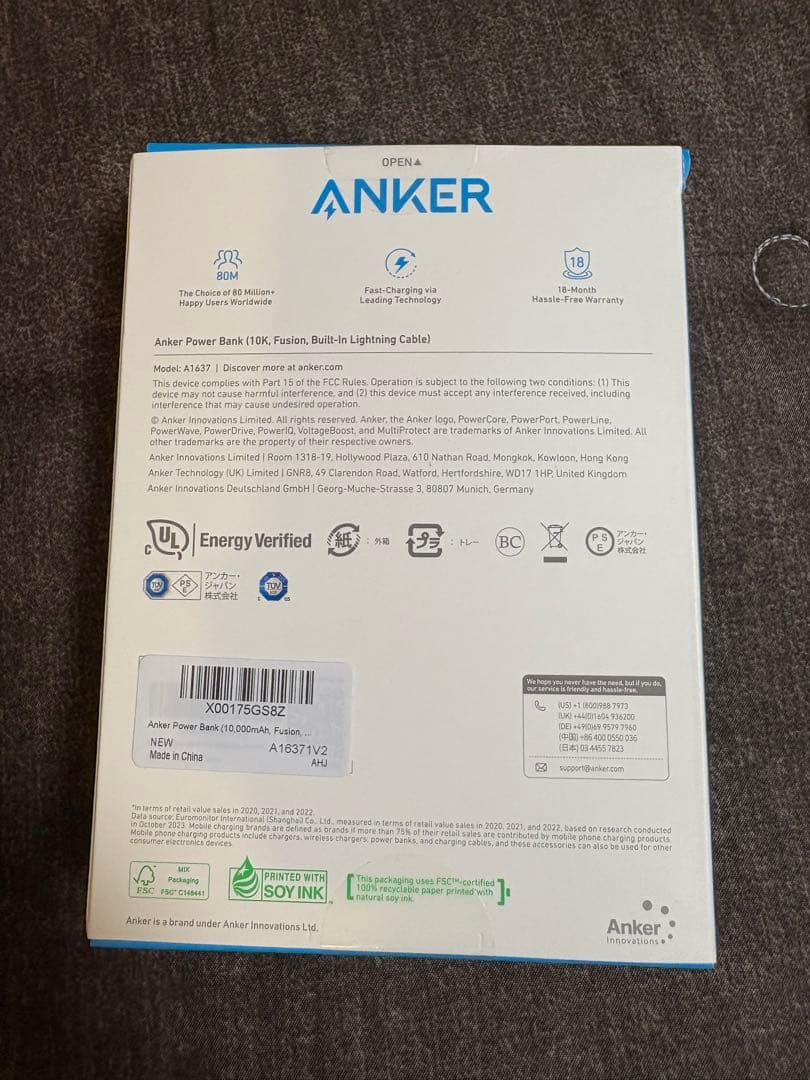 OPEN▲
ANKER
80M
The Choice of 80 Million+
Happy Users Worldwide
Fast-Charging via
Leading Technology
18
18-Month
Hassle-Free Warranty
Anker Power Bank (10K, Fusion, Built-In Lightning Cable)
Model: A1637 | Discover more at anker.com
This device complies with Part 15 of the FCC Rules. Operation is subject to the following two conditions: (1) This
device may not cause harmful interference, and (2) this device must accept any interference received, including
interference that may cause undesired operation.
© Anker Innovations Limited. All rights reserved. Anker, the Anker logo, PowerCore, PowerPort, PowerLine,
PowerWave, PowerDrive, PowerIQ, VoltageBoost, and MultiProtect are trademarks of Anker Innovations Limited. All
other trademarks are the property of their respective owners.
Anker Innovations Limited | Room 1318-19, Hollywood Plaza, 610 Nathan Road, Mongkok, Kowloon, Hong Kong
Anker Technology (UK) Limited | GNR8, 49 Clarendon Road, Watford, Hertfordshire, WD17 1HP, United Kingdom
Anker Innovations Deutschland GmbH | Georg-Muche-Strasse 3, 80807 Munich, Germany
c UL | Energy Verified 紙 : 外箱 プラ : トレー BC PSE アンカー・
ジャパン
株式会社
TÜV PSE アンカー・
ジャパン
株式会社
TÜV
X00175GS8Z
Anker Power Bank (10,000mAh, Fusion, ...
NEW A16371V2
Made in China AHJ
We hope you never have the need, but if you do,
our service is friendly and hassle-free.
(US) +1 (800)988 7973
(UK) +44(0)1604 936200
(DE) +49(0)69 9579 7960
(中国) +86 400 0550 036
(日本) 03 4455 7823
support@anker.com
*In terms of retail value sales in 2020, 2021, and 2022.
Data source: Euromonitor International (Shanghai) Co., Ltd., measured in terms of retail value sales in 2020, 2021, and 2022, based on research conducted
in October 2023. Mobile charging brands are defined as brands if more than 75% of their retail sales are contributed by mobile phone charging products.
Mobile phone charging products include chargers, wireless chargers, power banks, and charging cables, and these accessories can also be used for other
consumer electronics devices.
FSC
MIX
Packaging
FSC™ C148441
PRINTED WITH
SOY INK™
This packaging uses FSC™-certified
100% recyclable paper printed with
natural soy ink.
Anker is a brand under Anker Innovations Ltd.
Anker
Innovations